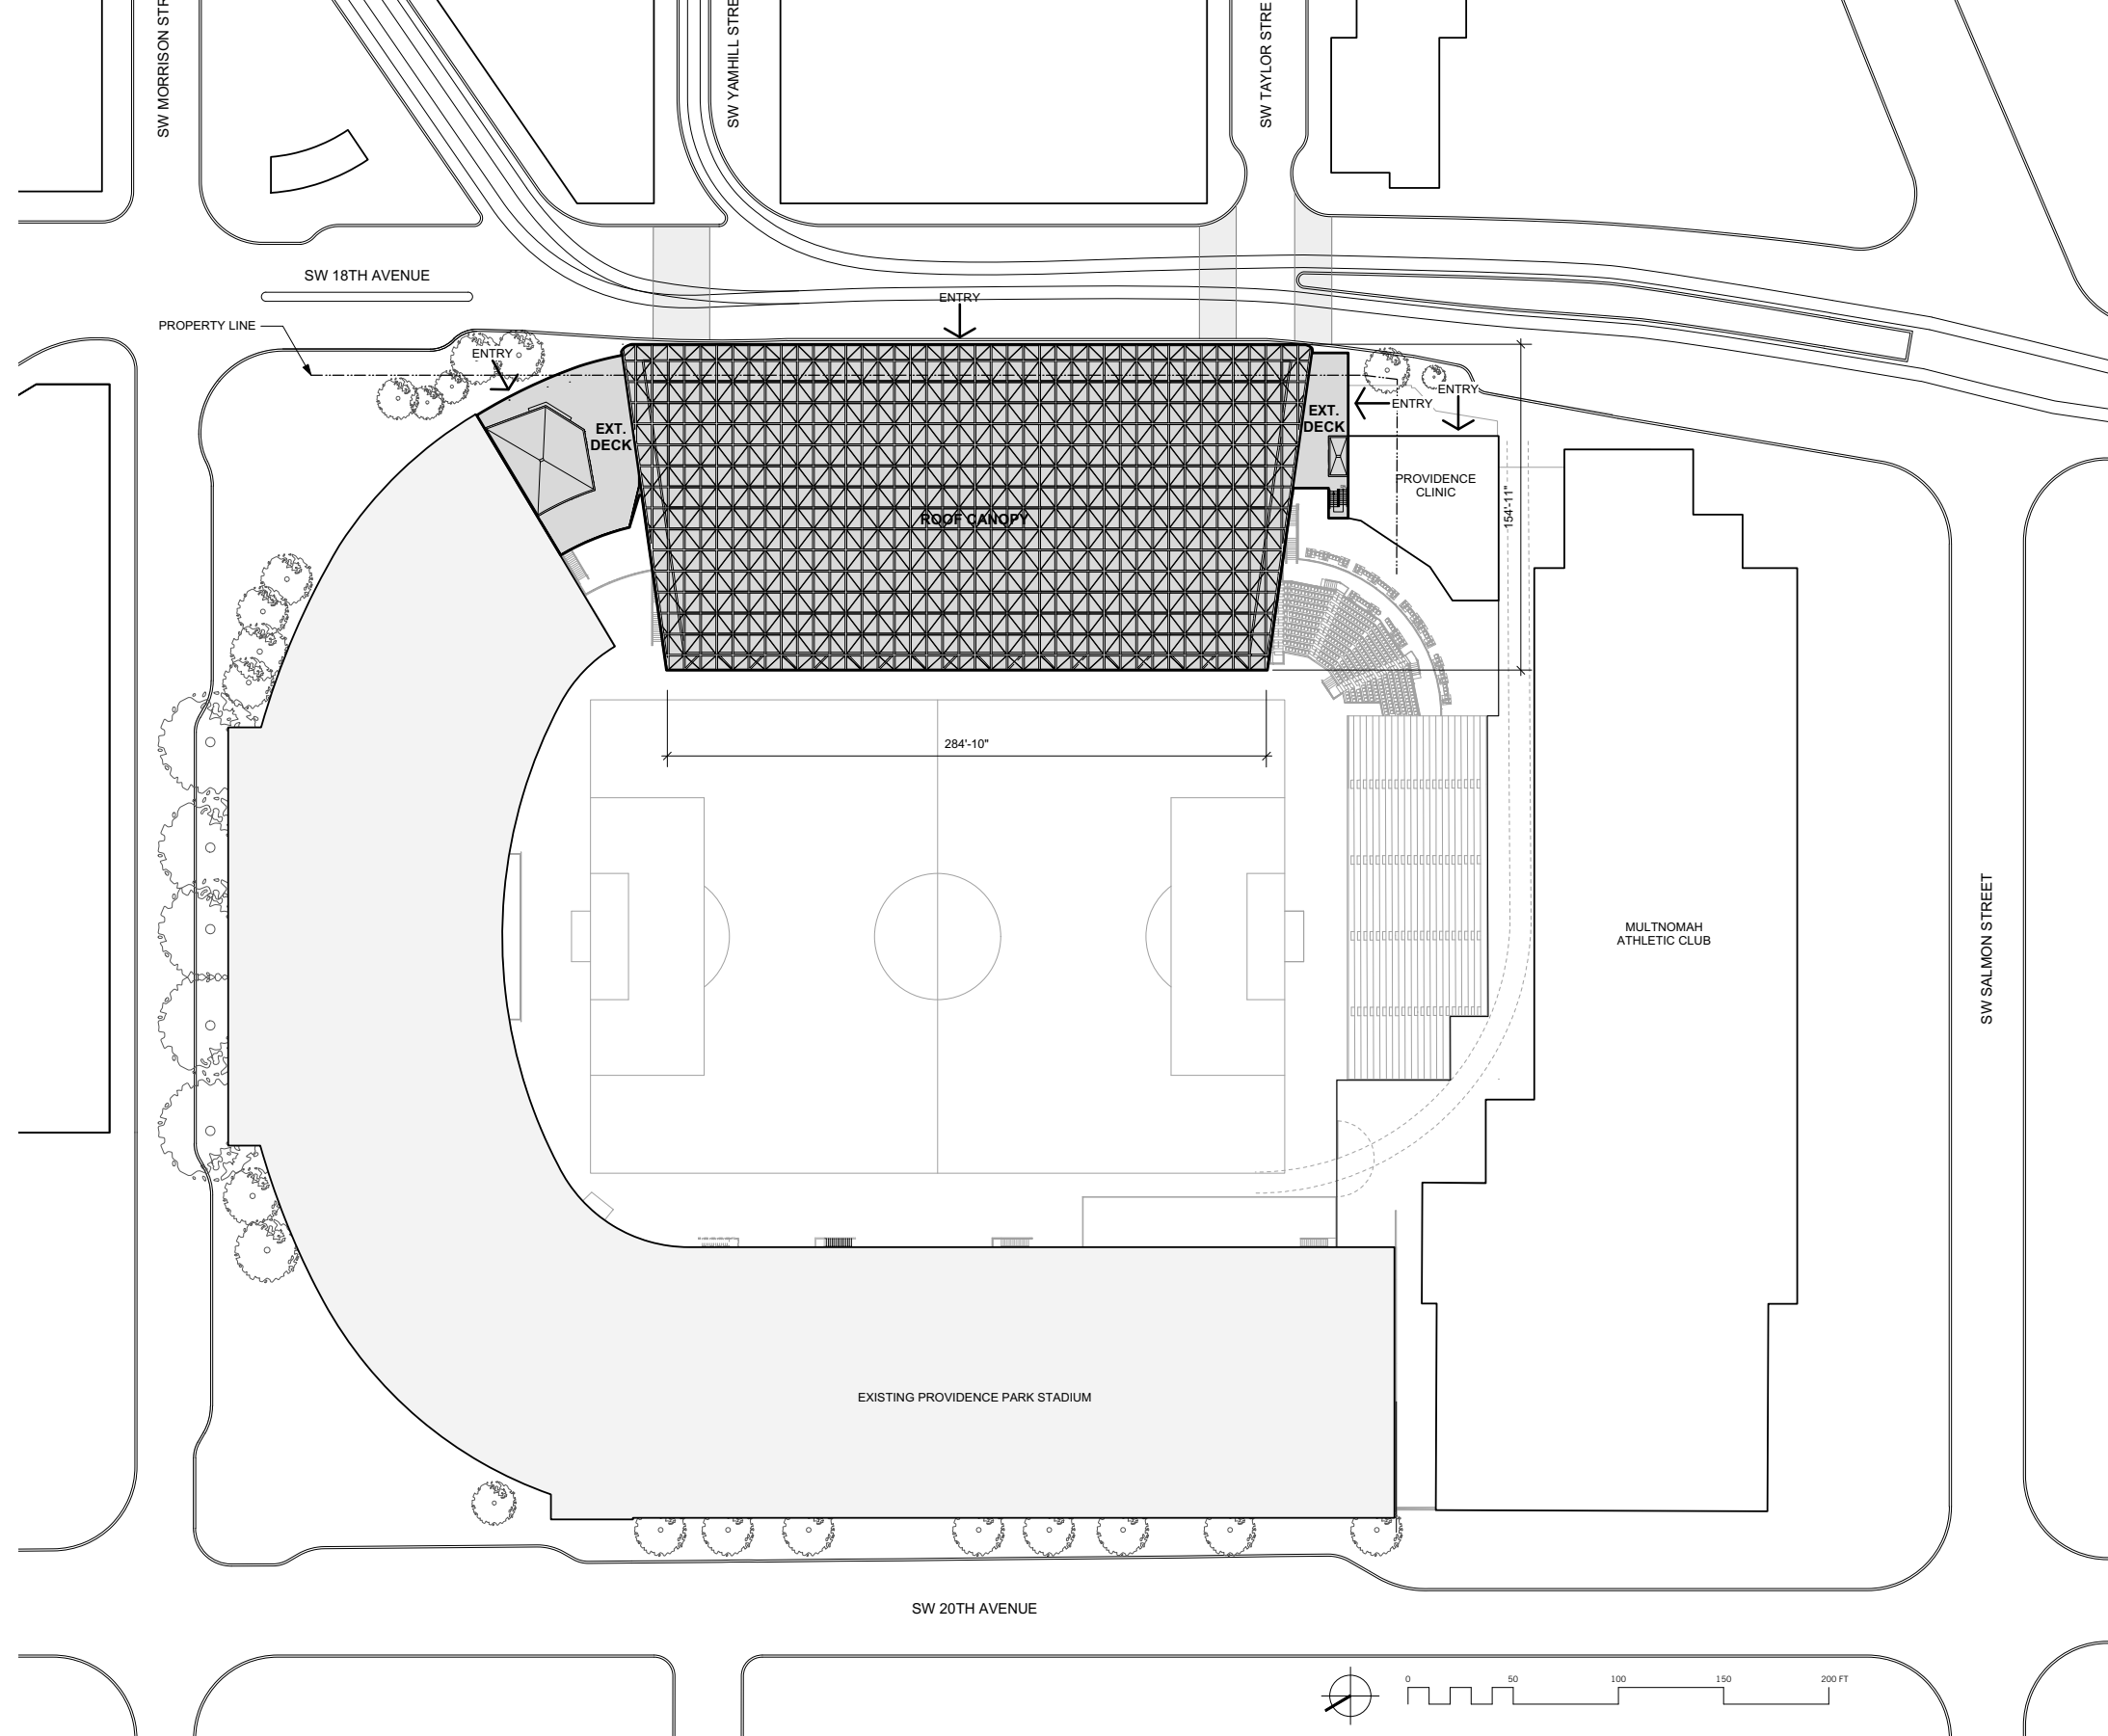 SW MORRISON STR
SW YAMHILL STRE
SW TAYLOR STRE
SW 18TH AVENUE
PROPERTY LINE
ENTRY
ENTRY
ENTRY
ENTRY
EXT.
DECK
EXT.
DECK
PROVIDENCE
CLINIC
154'-11"
ROOF CANOPY
284'-10"
MULTNOMAH
ATHLETIC CLUB
SW SALMON STREET
EXISTING PROVIDENCE PARK STADIUM
SW 20TH AVENUE
0 50 100 150 200 FT